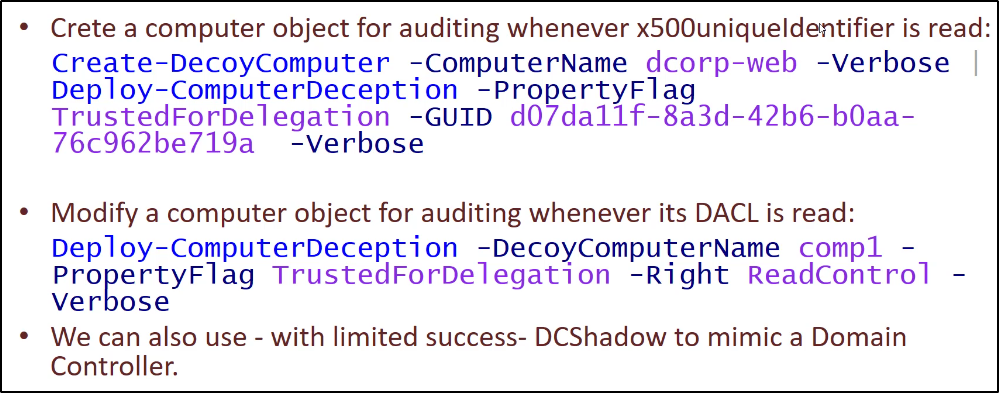 • Crete a computer object for auditing whenever x500uniqueIdentifier is read:
Create-DecoyComputer -ComputerName dcorp-web -Verbose |
Deploy-ComputerDeception -PropertyFlag
TrustedForDelegation -GUID d07da11f-8a3d-42b6-b0aa-
76c962be719a -Verbose
• Modify a computer object for auditing whenever its DACL is read:
Deploy-ComputerDeception -DecoyComputerName comp1 -
PropertyFlag TrustedForDelegation -Right ReadControl -
Verbose
• We can also use - with limited success- DCShadow to mimic a Domain
Controller.